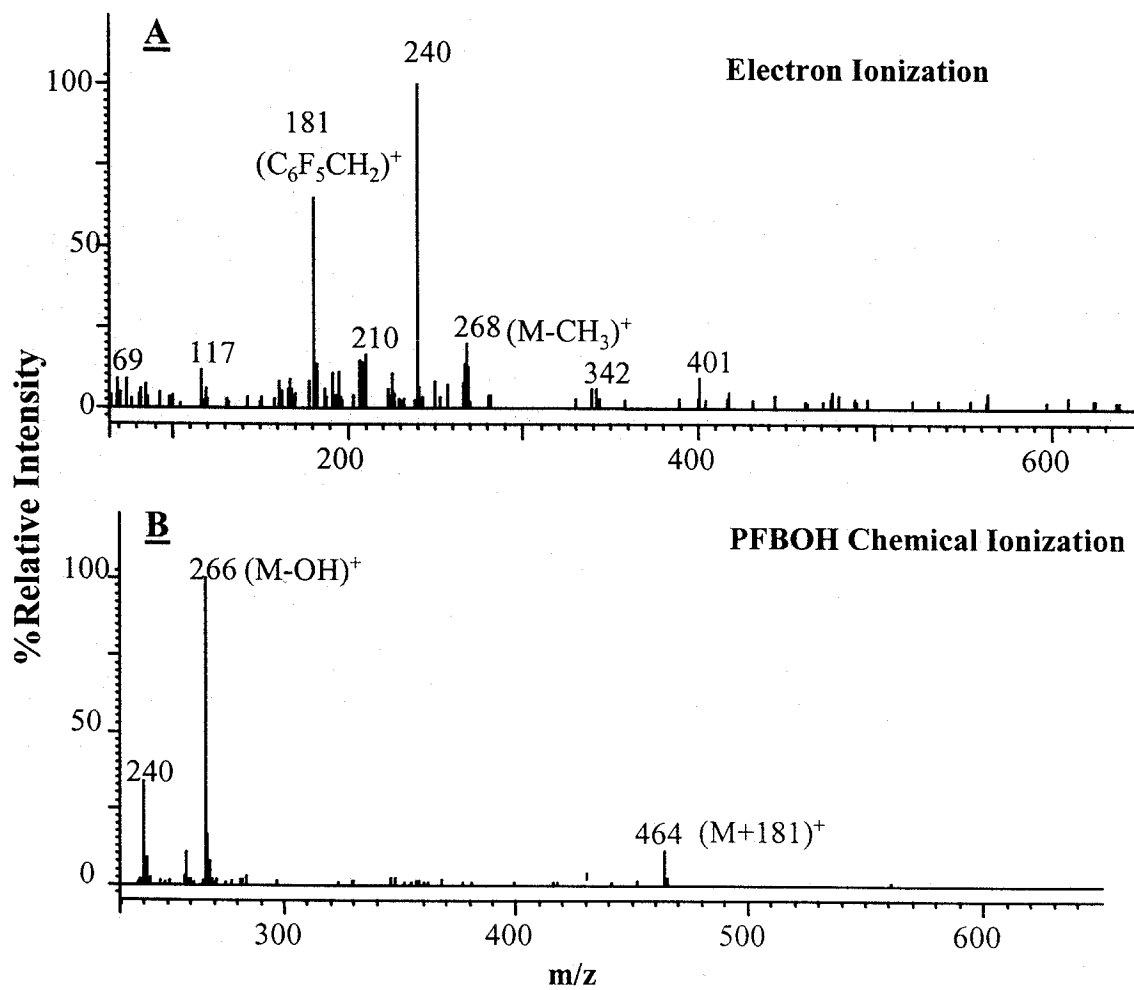 A
240
Electron Ionization
100
181
(C₆F₅CH₂)⁺
50
210
268 (M-CH₃)⁺
69
117
342
401
0
200
400
600
%Relative Intensity
B
PFBOH Chemical Ionization
100
266 (M-OH)⁺
50
240
464 (M+181)⁺
0
300
400
500
600
m/z